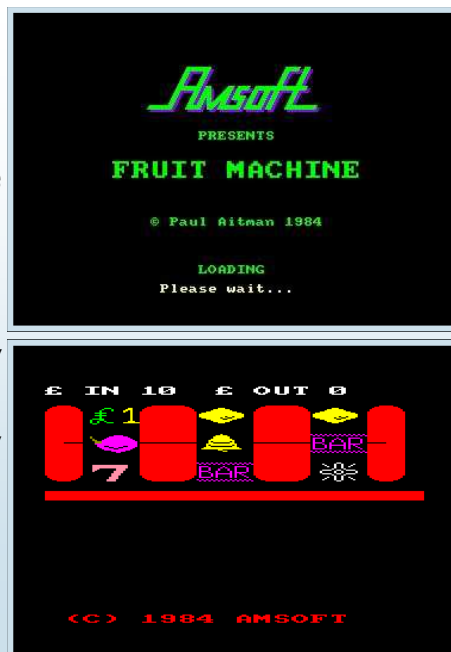 Amsoft
PRESENTS
FRUIT MACHINE
© Paul Aitman 1984
LOADING
Please wait...
£ IN 10 £ OUT 0
£1
BAR
7 BAR
(C) 1984 AMSOFT